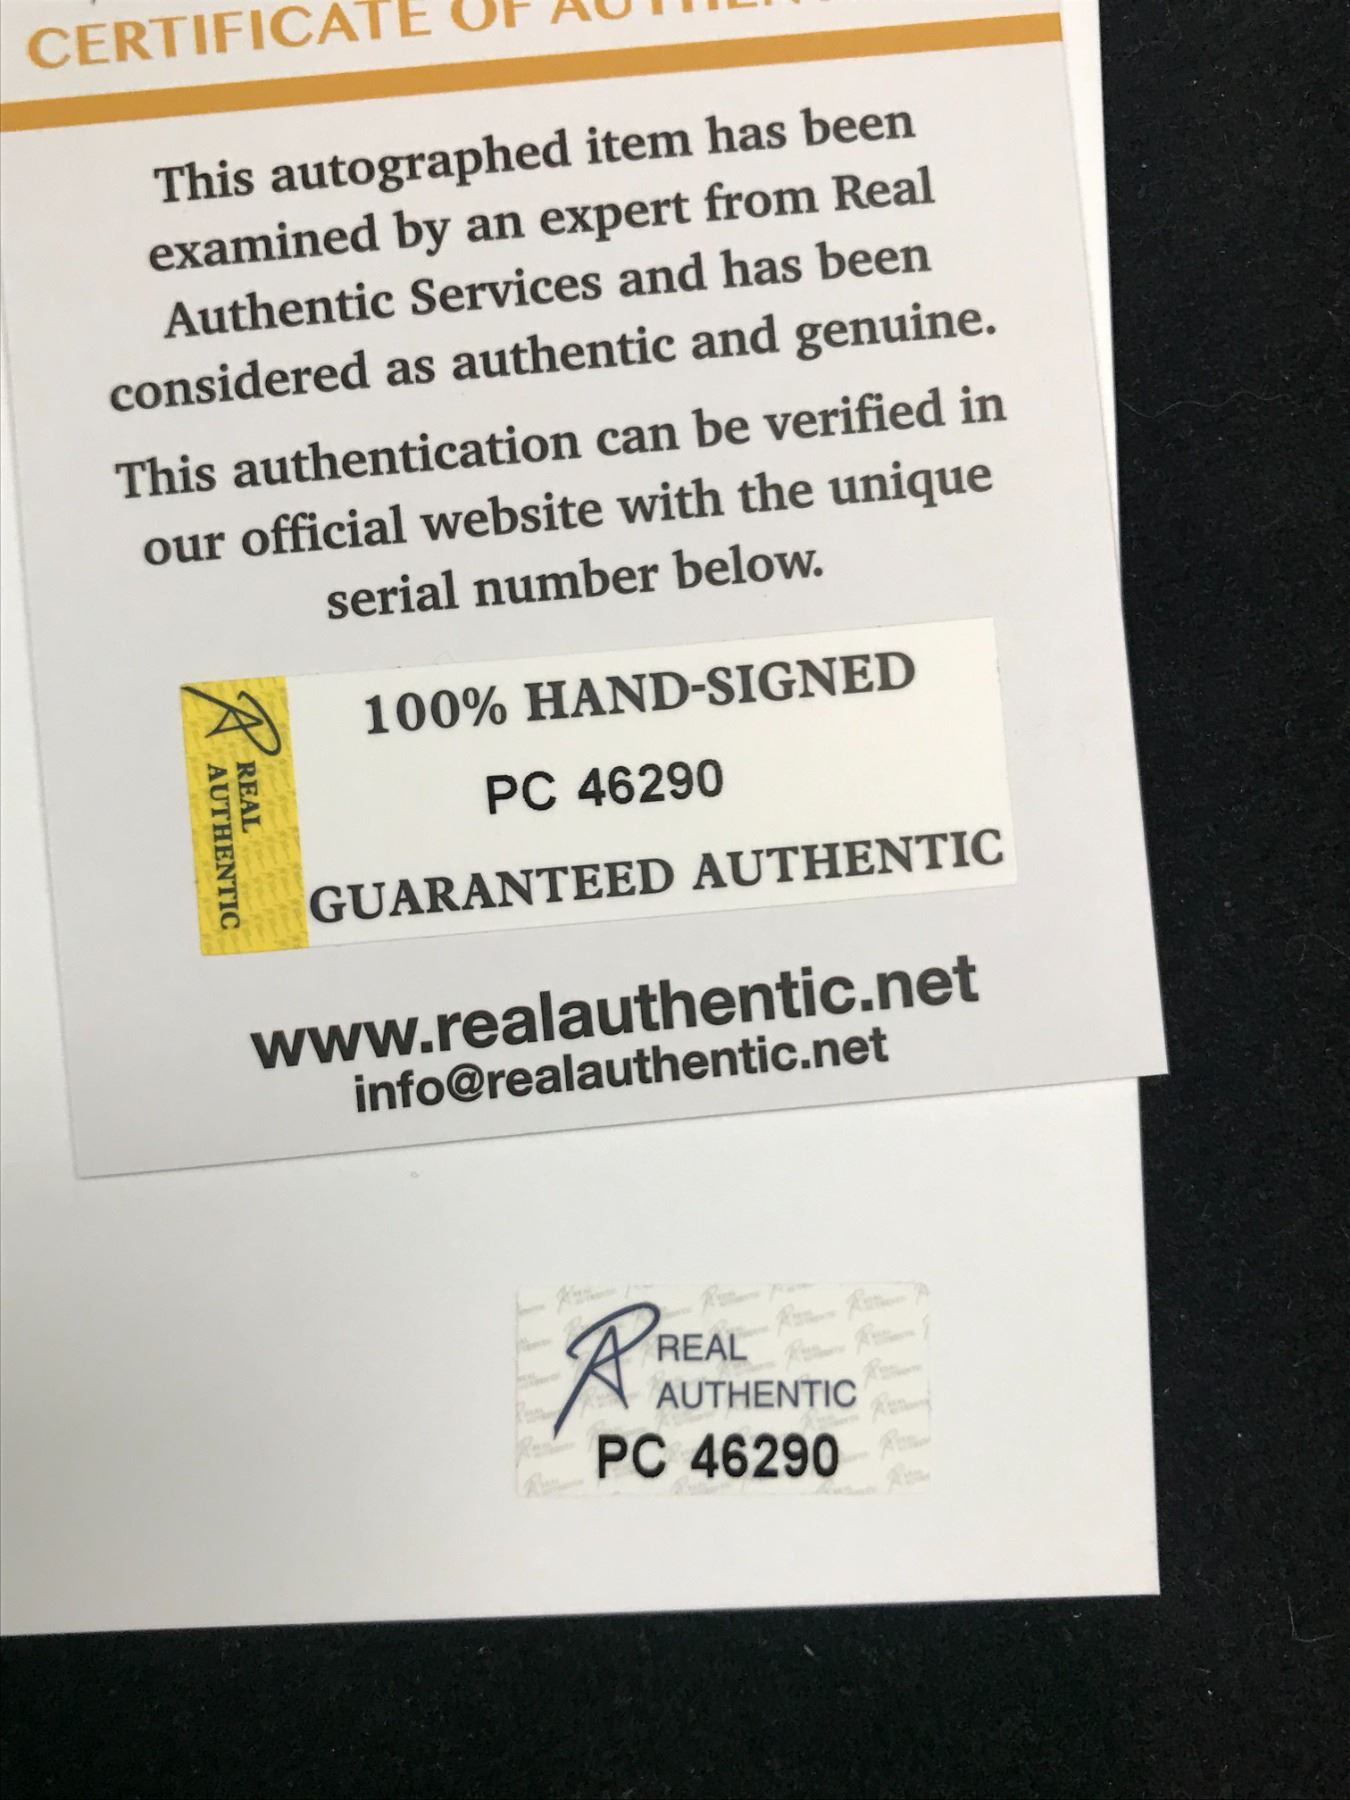 CERTIFICATE OF
This autographed item has been
examined by an expert from Real
Authentic Services and has been
considered as authentic and genuine.
This authentication can be verified in
our official website with the unique
serial number below.
REAL
AUTHENTIC
100% HAND-SIGNED
PC 46290
GUARANTEED AUTHENTIC
www.realauthentic.net
info@realauthentic.net
REAL
AUTHENTIC
PC 46290